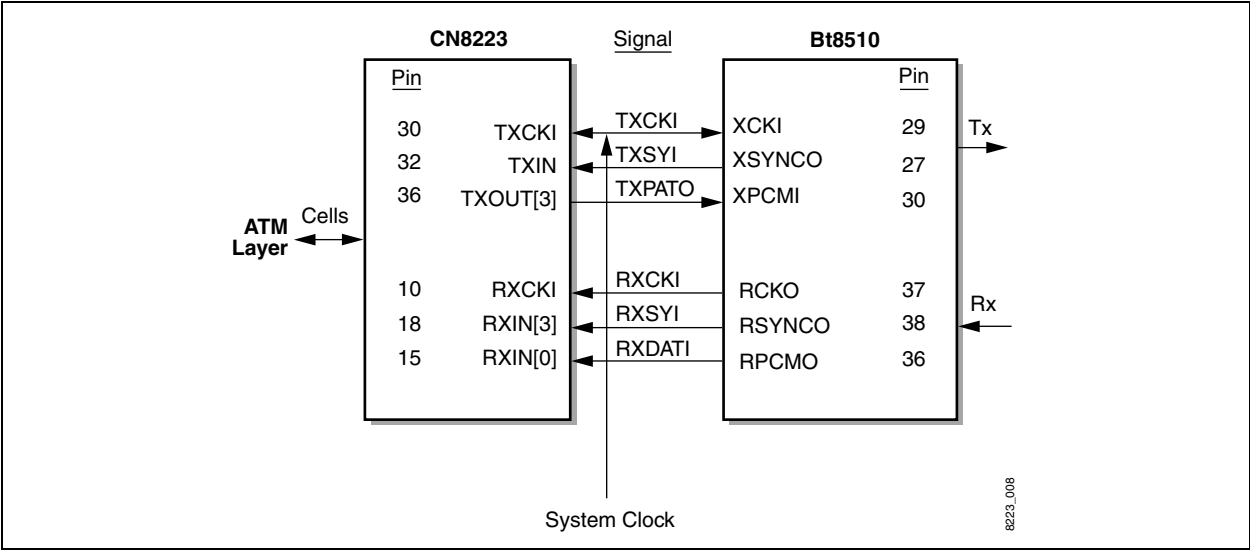 CN8223 Signal Bt8510
Pin Pin
30 TXCKI TXCKI XCKI 29 Tx
32 TXIN TXSYI XSYNCO 27
36 TXOUT[3] TXPATO XPCMI 30
ATM Layer Cells
10 RXCKI RXCKI RCKO 37 Rx
18 RXIN[3] RXSYI RSYNCO 38
15 RXIN[0] RXDATI RPCMO 36
System Clock
8223_008